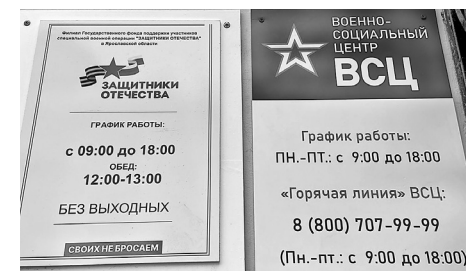 Филиал Государственного фонда поддержки участников
специальной военной операции "ЗАЩИТНИКИ ОТЕЧЕСТВА"
в Ярославской области
ЗАЩИТНИКИ
ОТЕЧЕСТВА
ГРАФИК РАБОТЫ:
с 09:00 до 18:00
ОБЕД:
12:00-13:00
БЕЗ ВЫХОДНЫХ
СВОИХ НЕ БРОСАЕМ
ВОЕННО-
СОЦИАЛЬНЫЙ
ЦЕНТР
ВСЦ
График работы:
ПН.-ПТ.: с 9:00 до 18:00
«Горячая линия» ВСЦ:
8 (800) 707-99-99
(Пн.-пт.: с 9:00 до 18:00)